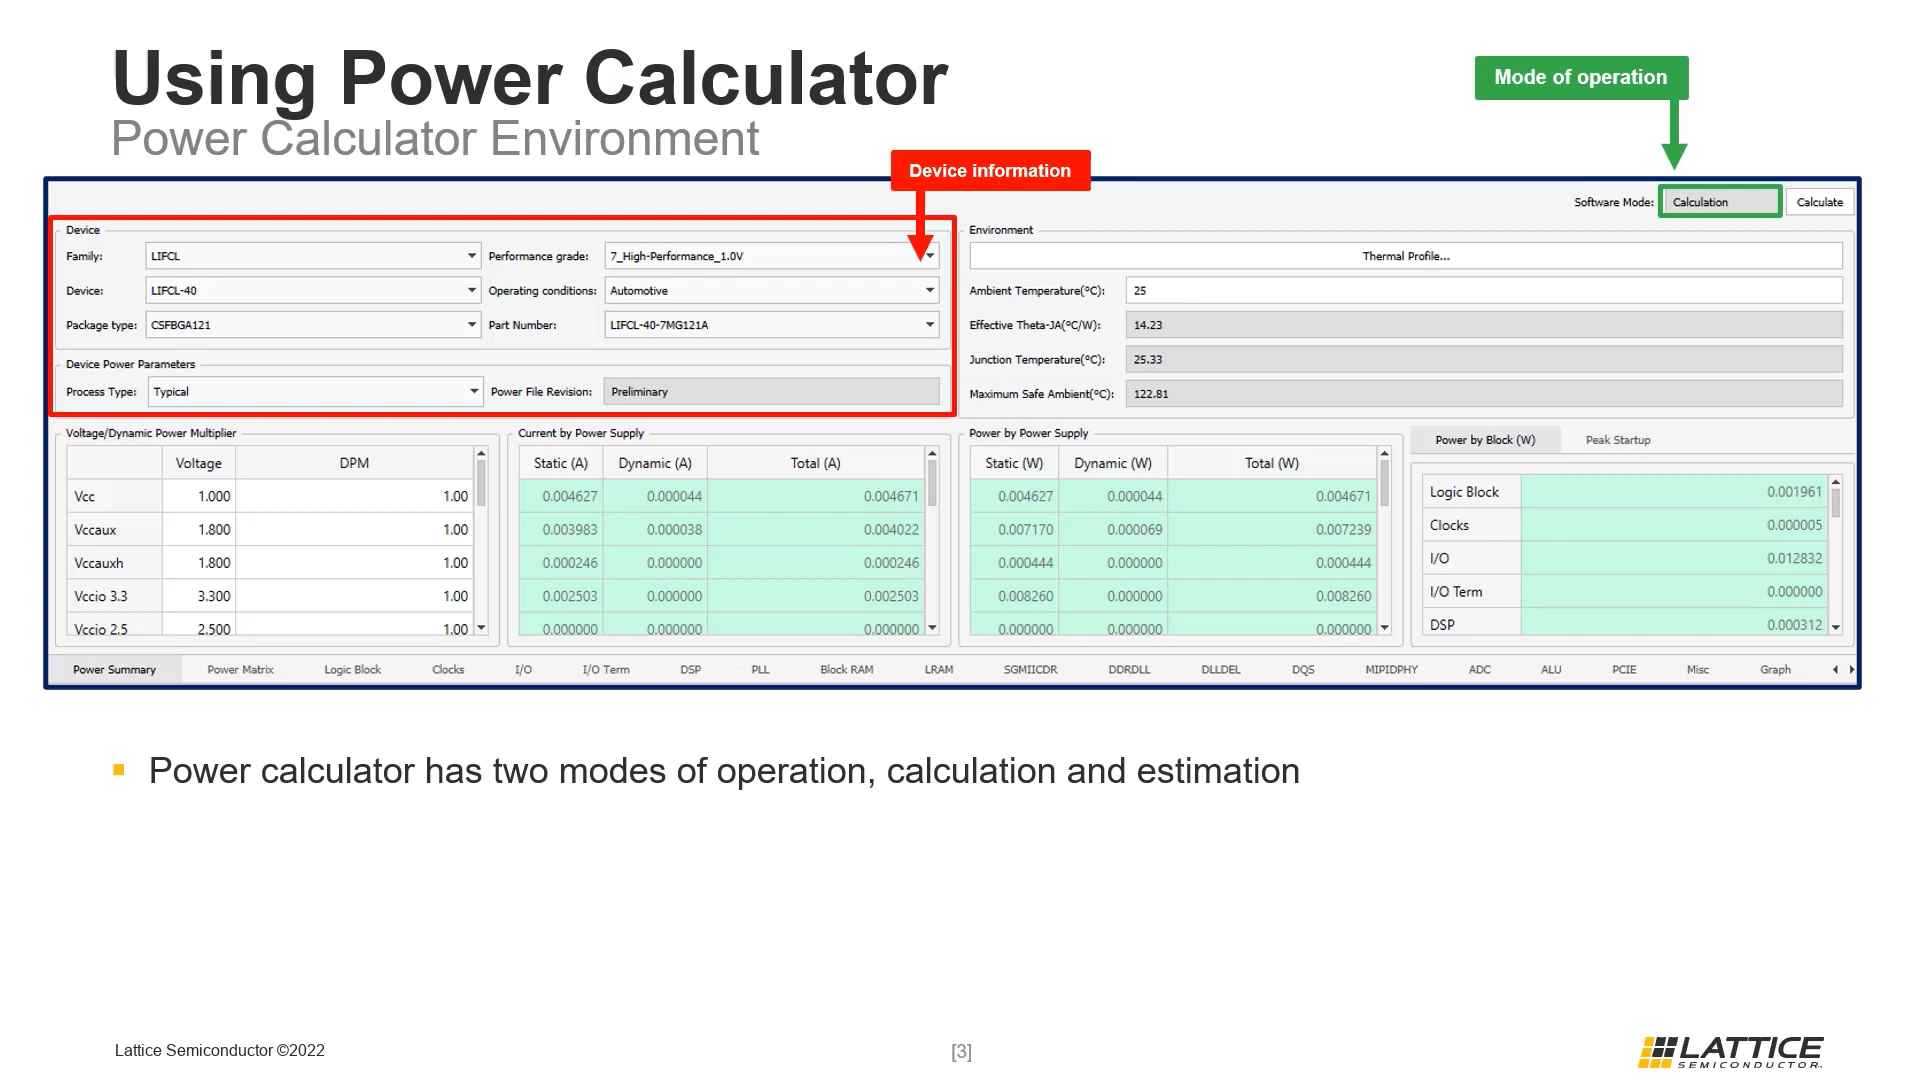 Using Power Calculator
Power Calculator Environment
Mode of operation
Device information
Software Mode: Calculation Calculate
Device
Family: LIFCL Performance grade: 7_High-Performance_1.0V
Device: LIFCL-40 Operating conditions: Automotive
Package type: CSFBGA121 Part Number: LIFCL-40-7MG121A
Device Power Parameters
Process Type: Typical Power File Revision: Preliminary
Environment
Thermal Profile...
Ambient Temperature(ºC): 25
Effective Theta-JA(ºC/W): 14.23
Junction Temperature(ºC): 25.33
Maximum Safe Ambient(ºC): 122.81
Voltage/Dynamic Power Multiplier
Voltage DPM
Vcc 1.000 1.00
Vccaux 1.800 1.00
Vccauxh 1.800 1.00
Vccio 3.3 3.300 1.00
Vccio 2.5 2.500 1.00
Current by Power Supply
Static (A) Dynamic (A) Total (A)
0.004627 0.000044 0.004671
0.003983 0.000038 0.004022
0.000246 0.000000 0.000246
0.002503 0.000000 0.002503
0.000000 0.000000 0.000000
Power by Power Supply
Static (W) Dynamic (W) Total (W)
0.004627 0.000044 0.004671
0.007170 0.000069 0.007239
0.000444 0.000000 0.000444
0.008260 0.000000 0.008260
0.000000 0.000000 0.000000
Power by Block (W) Peak Startup
Logic Block 0.001961
Clocks 0.000005
I/O 0.012832
I/O Term 0.000000
DSP 0.000312
Power Summary Power Matrix Logic Block Clocks I/O I/O Term DSP PLL Block RAM LRAM SGMIICDR DDRDLL DLLDEL DQS MIPIDPHY ADC ALU PCIE Misc Graph
Power calculator has two modes of operation, calculation and estimation
Lattice Semiconductor ©2022
[3]
LATTICE
SEMICONDUCTOR